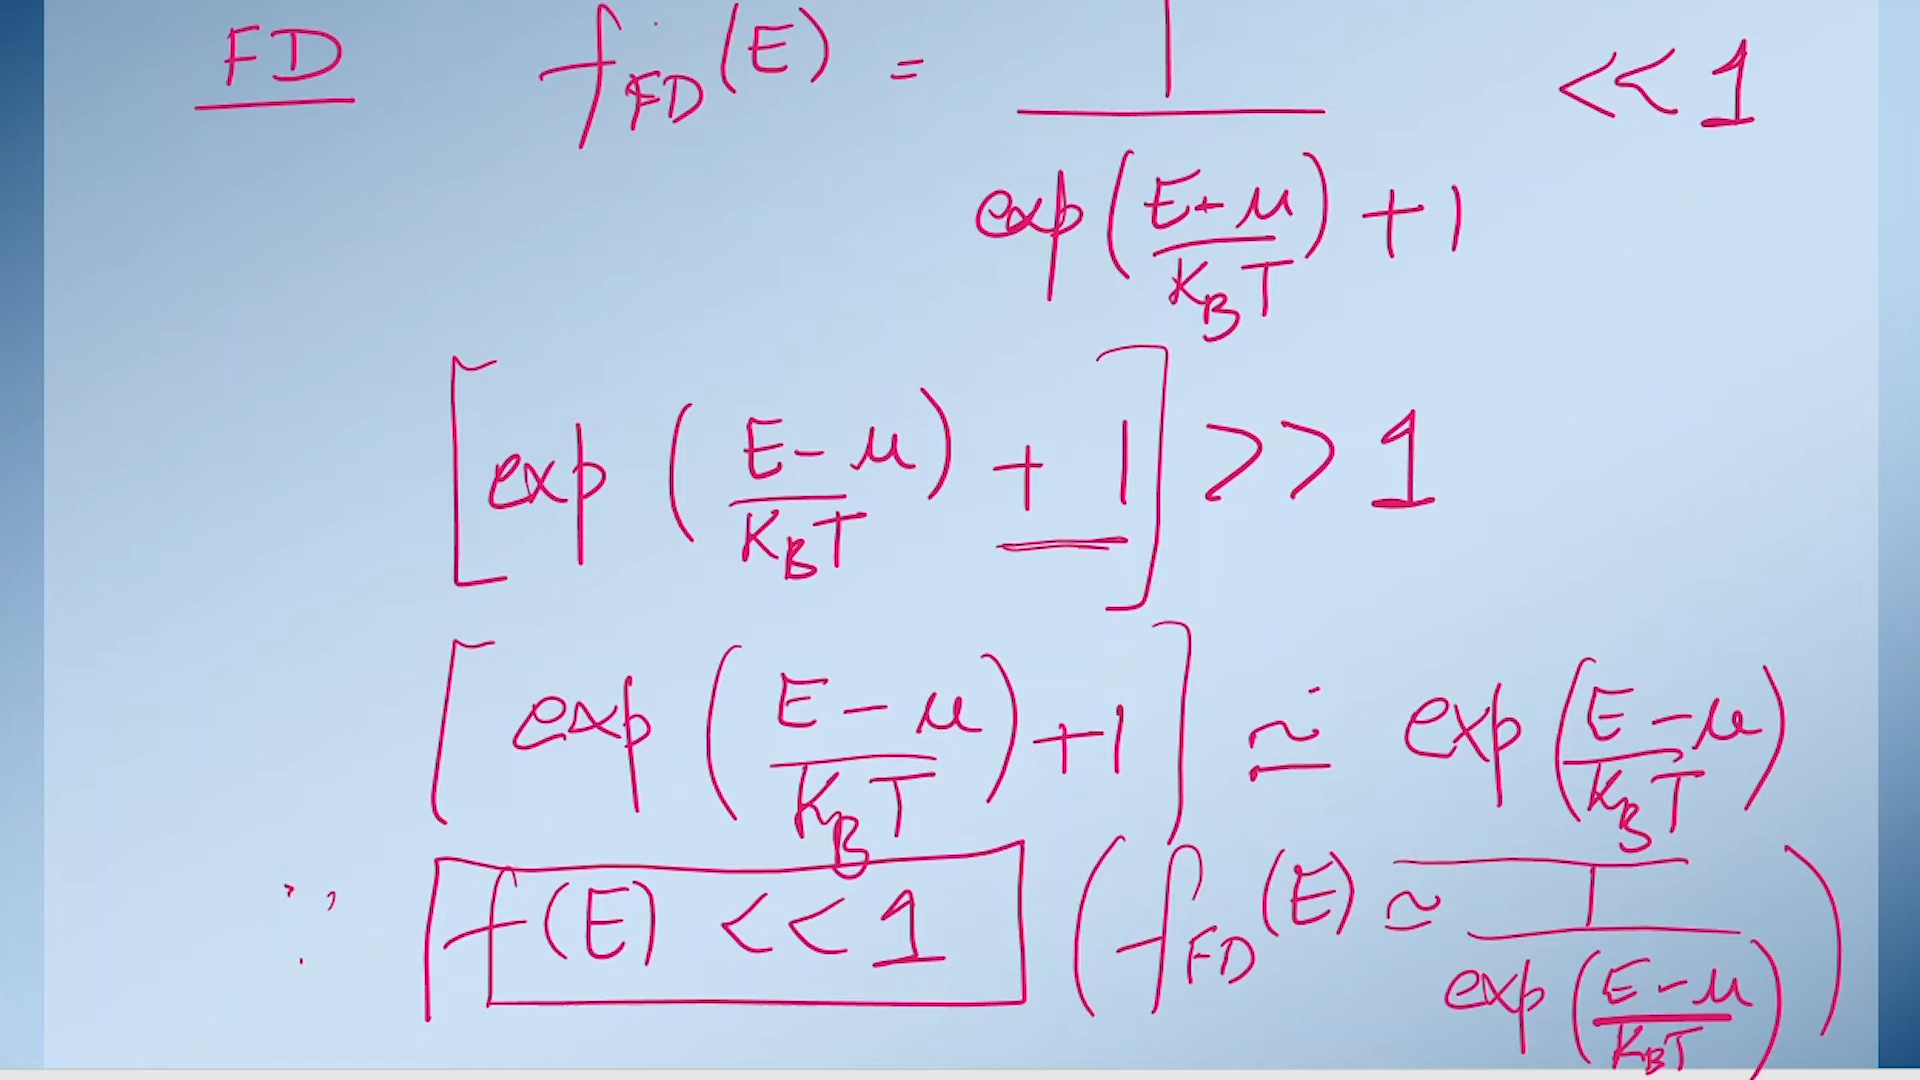 FD f_FD(E) = 1 / (exp((E+μ)/(K_B T)) + 1) << 1
[exp((E-μ)/(K_B T)) + 1] >> 1
[exp((E-μ)/(K_B T)) + 1] ≃ exp((E-μ)/(K_B T))
∵ f(E) << 1 (f_FD(E) ≃ 1 / exp((E-μ)/(K_B T)))